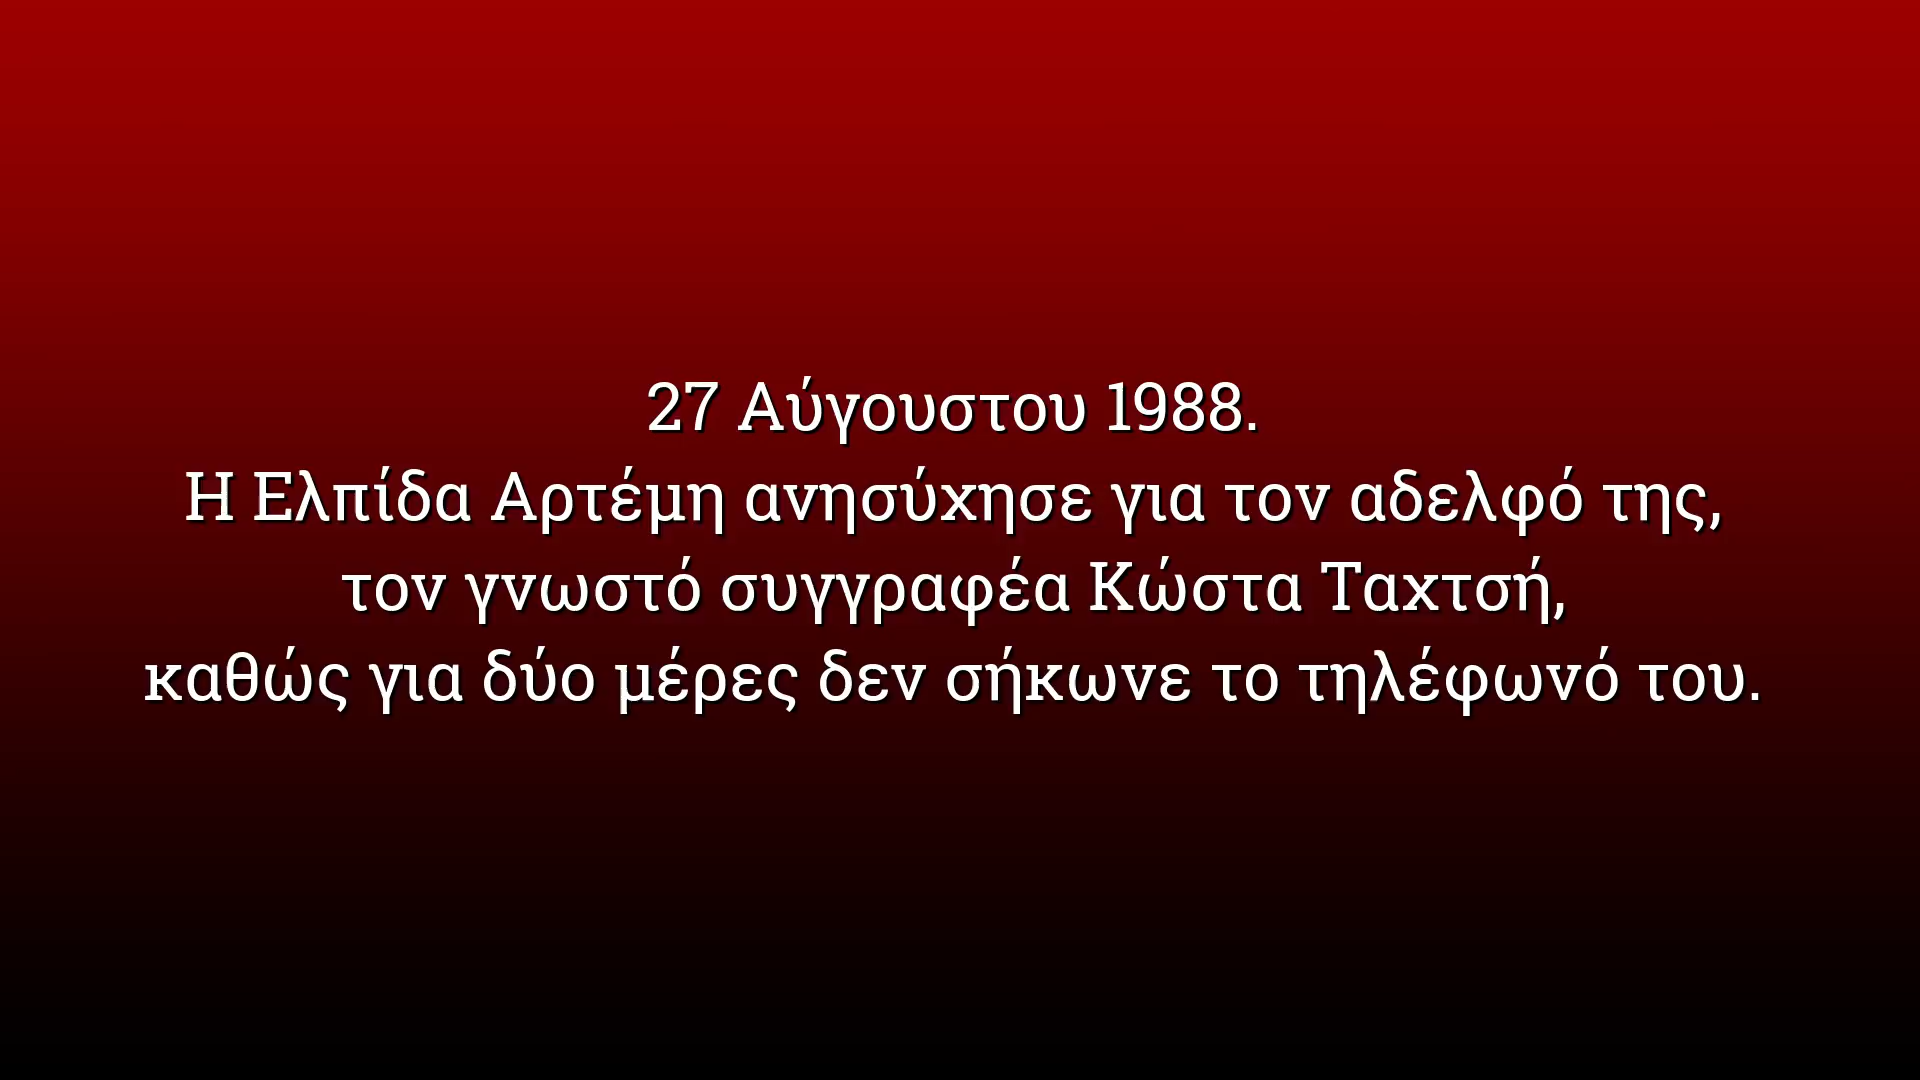 27 Αύγουστου 1988.
Η Ελπίδα Αρτέμη ανησύχησε για τον αδελφό της,
τον γνωστό συγγραφέα Κώστα Ταχτσή,
καθώς για δύο μέρες δεν σήκωνε το τηλέφωνό του.